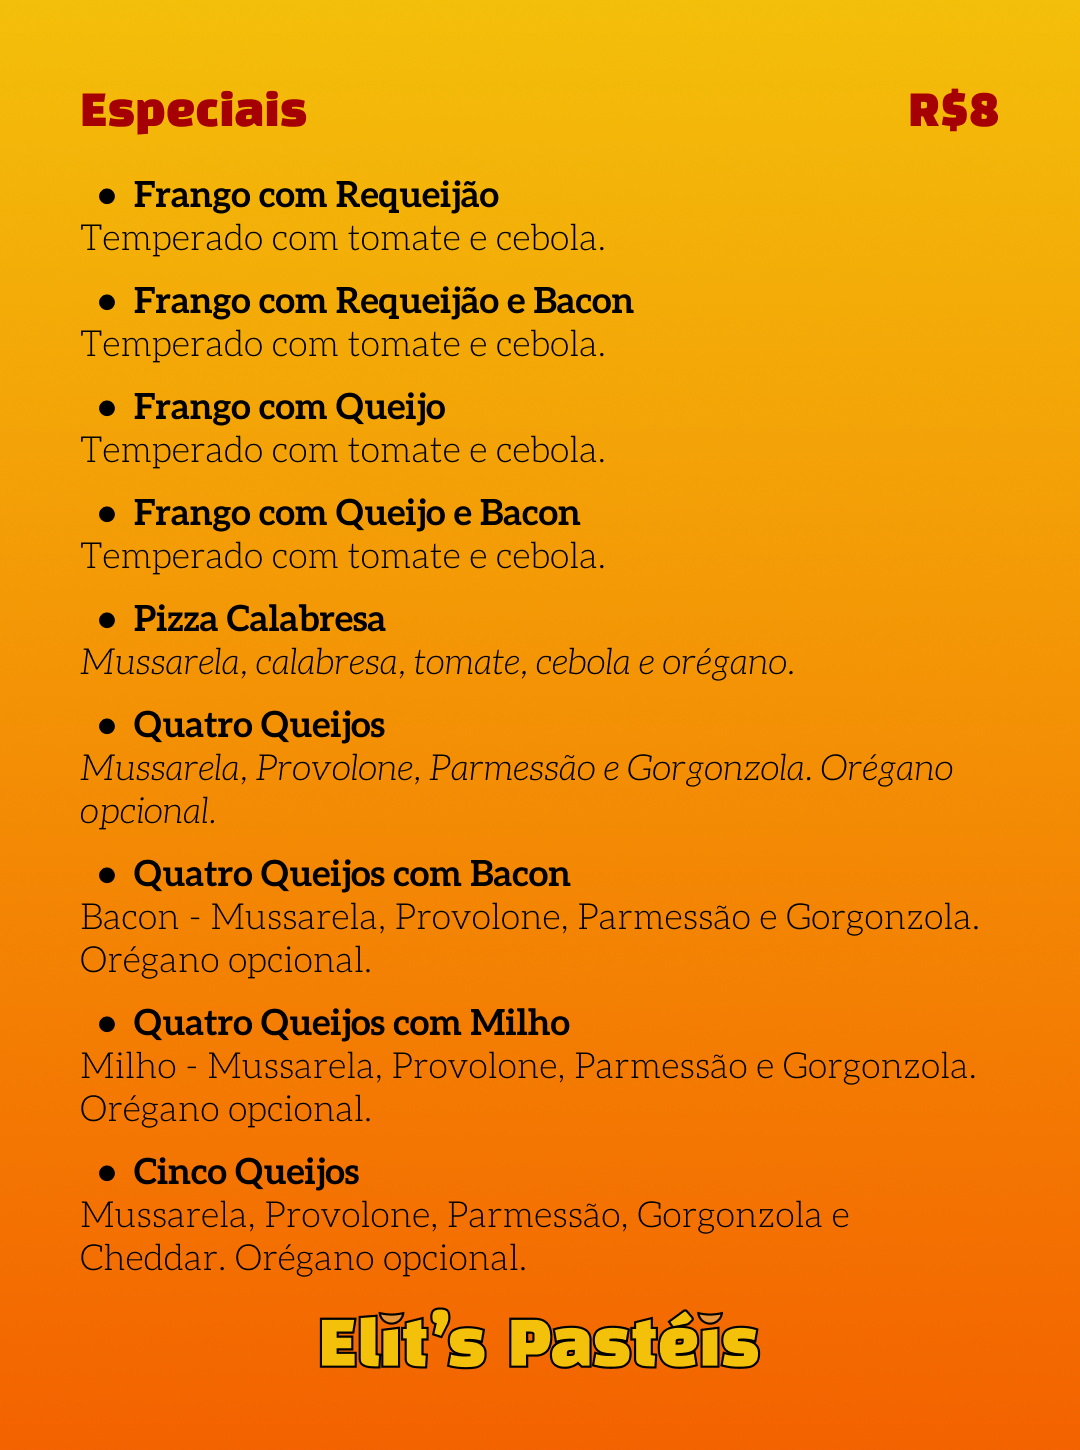 Especiais R$8
● Frango com Requeijão
Temperado com tomate e cebola.
● Frango com Requeijão e Bacon
Temperado com tomate e cebola.
● Frango com Queijo
Temperado com tomate e cebola.
● Frango com Queijo e Bacon
Temperado com tomate e cebola.
● Pizza Calabresa
Mussarela, calabresa, tomate, cebola e orégano.
● Quatro Queijos
Mussarela, Provolone, Parmessão e Gorgonzola. Orégano
opcional.
● Quatro Queijos com Bacon
Bacon - Mussarela, Provolone, Parmessão e Gorgonzola.
Orégano opcional.
● Quatro Queijos com Milho
Milho - Mussarela, Provolone, Parmessão e Gorgonzola.
Orégano opcional.
● Cinco Queijos
Mussarela, Provolone, Parmessão, Gorgonzola e
Cheddar. Orégano opcional.
Elit’s Pastéis